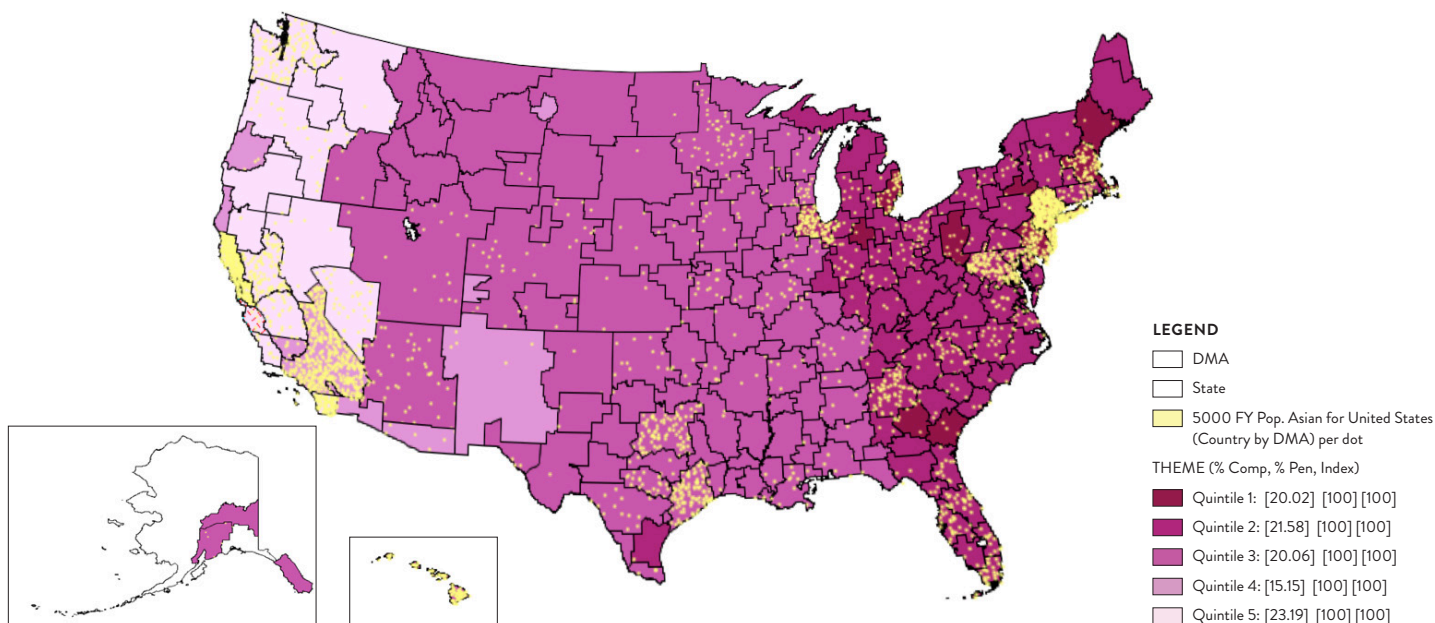 LEGEND
DMA
State
5000 FY Pop. Asian for United States
(Country by DMA) per dot
THEME (% Comp, % Pen, Index)
Quintile 1: [20.02] [100] [100]
Quintile 2: [21.58] [100] [100]
Quintile 3: [20.06] [100] [100]
Quintile 4: [15.15] [100] [100]
Quintile 5: [23.19] [100] [100]